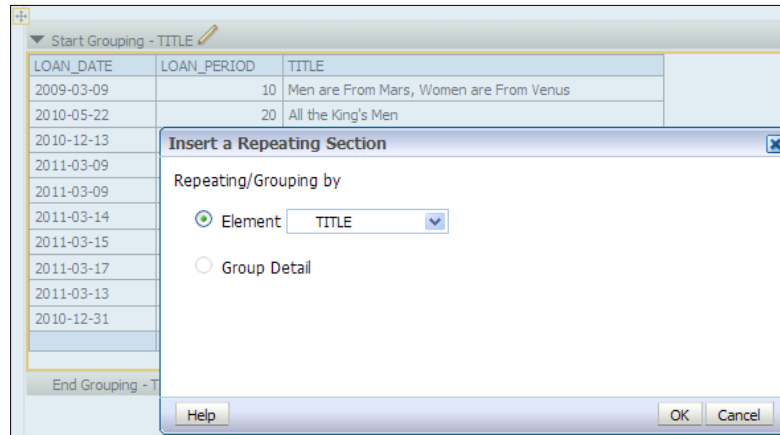 Start Grouping - TITLE
LOAN_DATE LOAN_PERIOD TITLE
2009-03-09 10 Men are From Mars, Women are From Venus
2010-05-22 20 All the King's Men
2010-12-13
2011-03-09
2011-03-09
2011-03-14
2011-03-15
2011-03-17
2011-03-13
2010-12-31
End Grouping - T
Insert a Repeating Section
Repeating/Grouping by
Element TITLE
Group Detail
Help OK Cancel